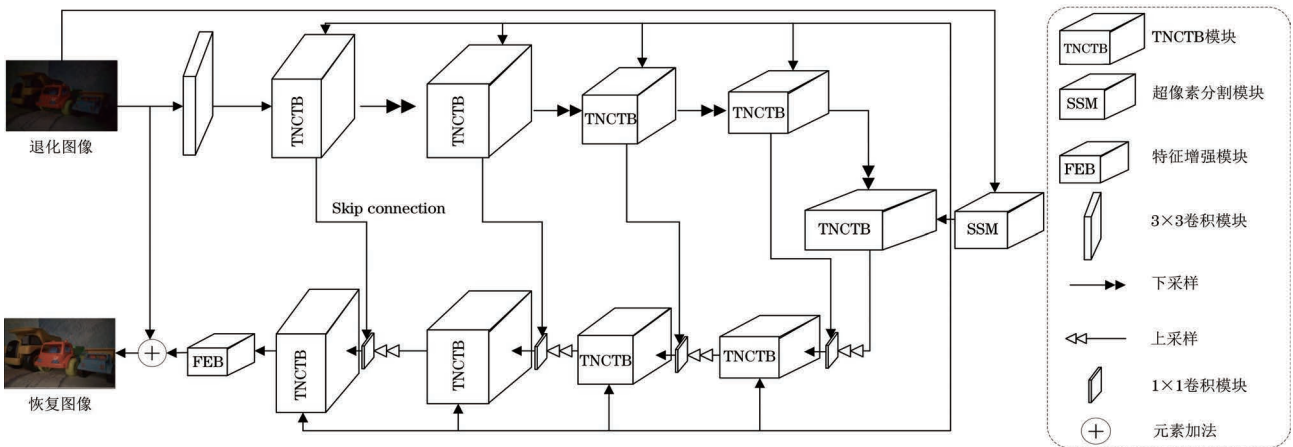 TNCTB
TNCTB
TNCTB
TNCTB
退化图像
Skip connection
TNCTB
SSM
TNCTB
TNCTB
TNCTB
TNCTB
FEB
恢复图像
TNCTB
TNCTB模块
SSM
超像素分割模块
FEB
特征增强模块
3×3卷积模块
下采样
上采样
1×1卷积模块
元素加法